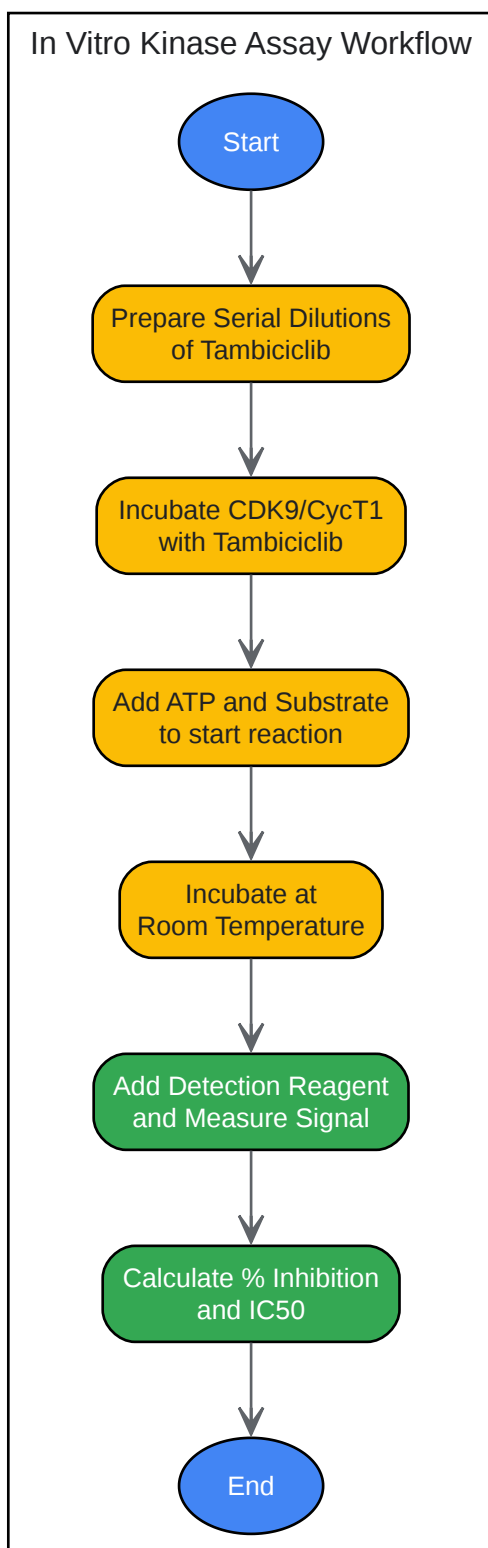 In Vitro Kinase Assay Workflow
Start
Prepare Serial Dilutions
of Tambiciclib
Incubate CDK9/CycT1
with Tambiciclib
Add ATP and Substrate
to start reaction
Incubate at
Room Temperature
Add Detection Reagent
and Measure Signal
Calculate % Inhibition
and IC50
End